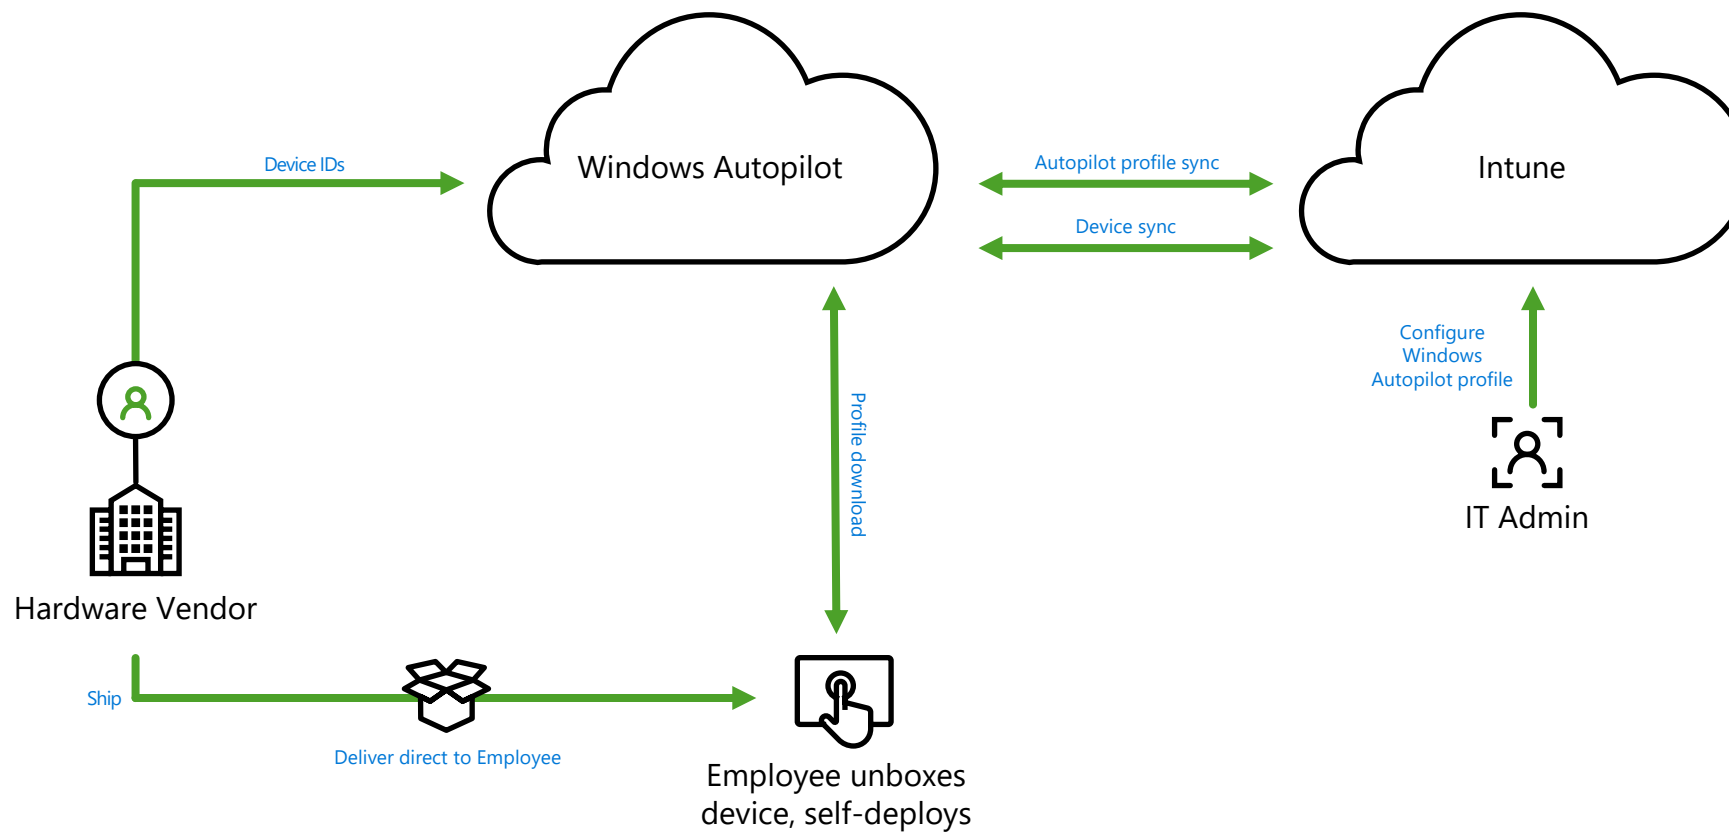 Windows Autopilot
Intune
Device IDs
Autopilot profile sync
Device sync
Configure
Windows
Autopilot profile
Profile download
IT Admin
Hardware Vendor
Ship
Deliver direct to Employee
Employee unboxes
device, self-deploys